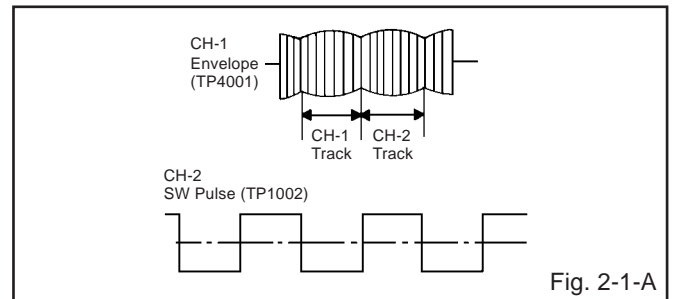 CH-1
Envelope
(TP4001)
CH-1
Track
CH-2
Track
CH-2
SW Pulse (TP1002)
Fig. 2-1-A